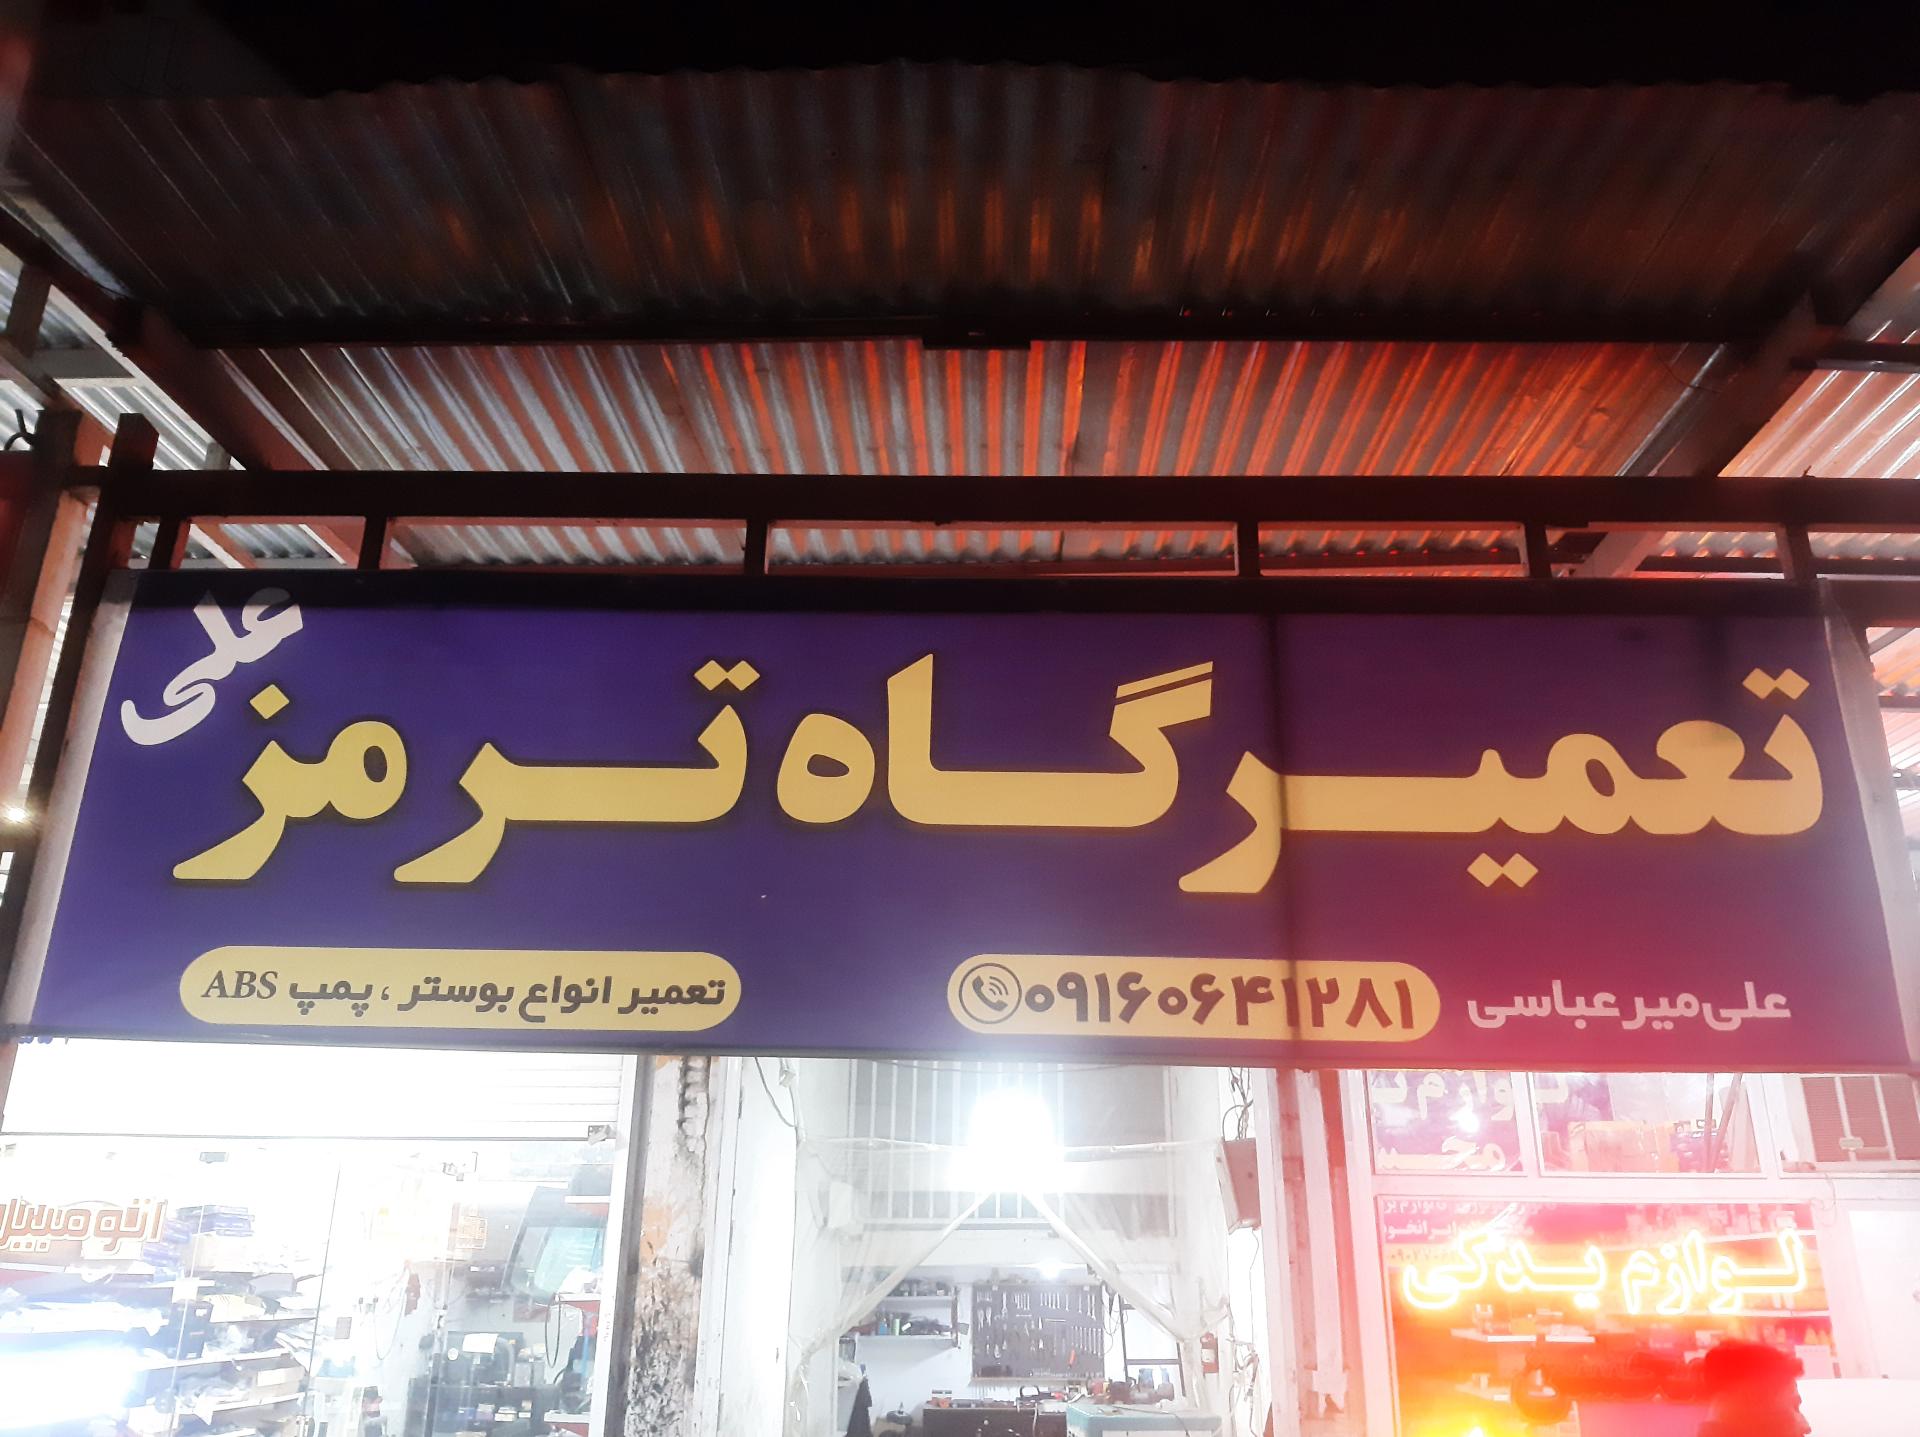 تعمیرگاه ترمز
علی
علی میرعباسی
۰۹۱۶۰۶۴۱۲۸۱
تعمیر انواع بوستر ، پمپ ABS
لوازم یدکی